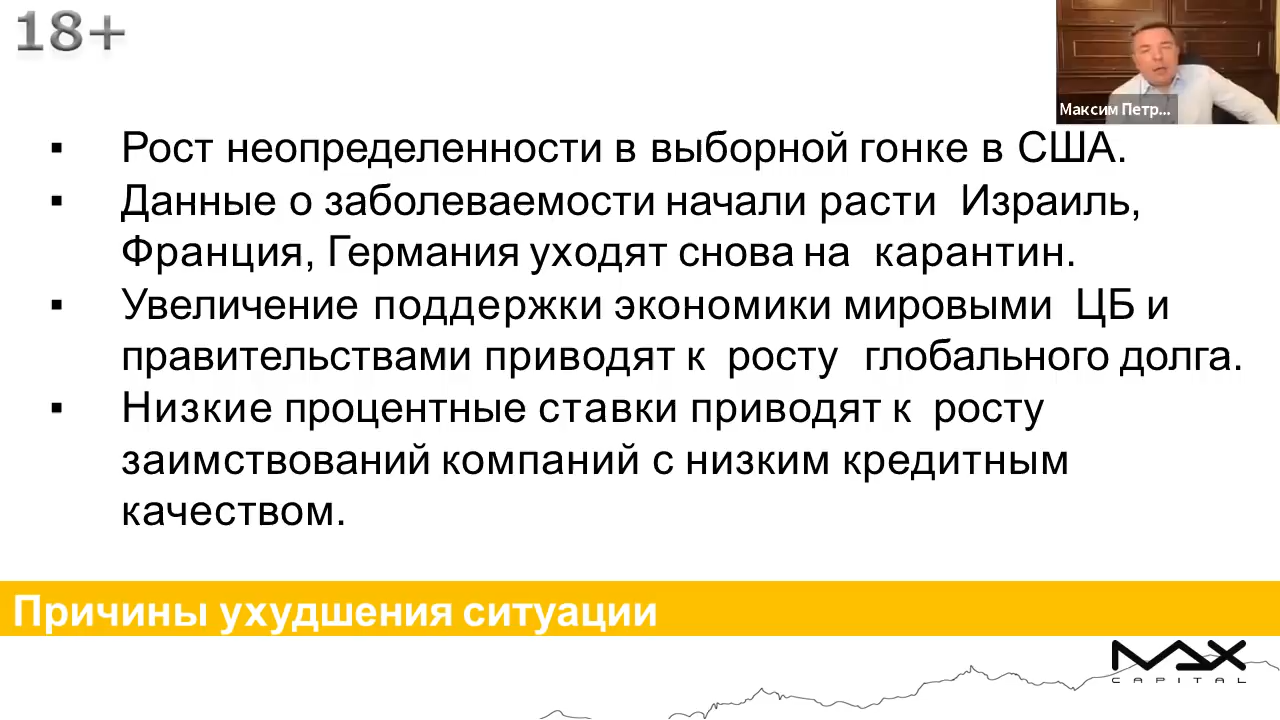 18+
Максим Петр...
▪ Рост неопределенности в выборной гонке в США.
▪ Данные о заболеваемости начали расти Израиль,
Франция, Германия уходят снова на карантин.
▪ Увеличение поддержки экономики мировыми ЦБ и
правительствами приводят к росту глобального долга.
▪ Низкие процентные ставки приводят к росту
заимствований компаний с низким кредитным
качеством.
Причины ухудшения ситуации
MAX
CAPITAL